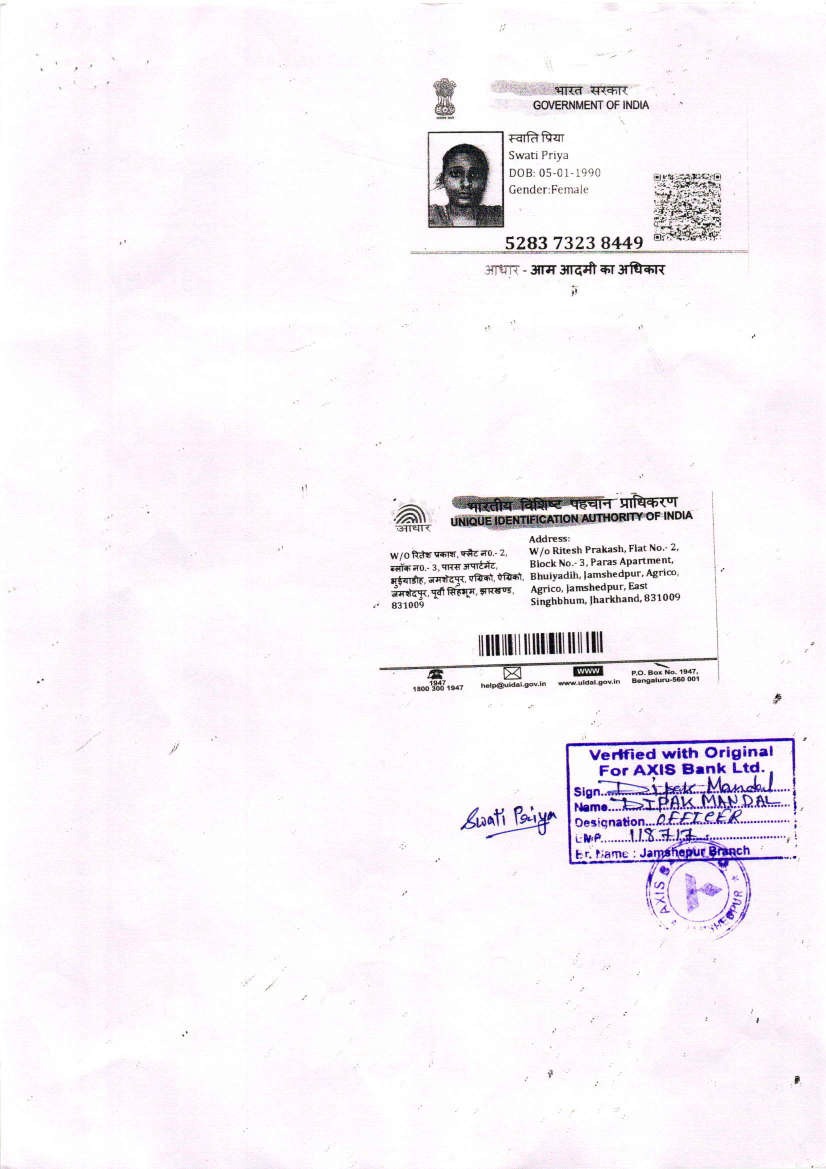 भारत सरकार
GOVERNMENT OF INDIA
स्वाति प्रिया
Swati Priya
DOB: 05-01-1990
Gender:Female
5283 7323 8449
आधार - आम आदमी का अधिकार
भारतीय विशिष्ट पहचान प्राधिकरण
UNIQUE IDENTIFICATION AUTHORITY OF INDIA
आधार
W/O रितेश प्रकाश, फ्लैट न0.- 2,
ब्लॉक न0.- 3, पारस अपार्टमेंट,
भुईयाडीह, जमशेदपुर, एग्रिको, ऐग्रिको,
जमशेदपुर, पूर्वी सिंहभूम, झारखण्ड,
831009
Address:
W/o Ritesh Prakash, Flat No.- 2,
Block No.- 3, Paras Apartment,
Bhuiyadih, Jamshedpur, Agrico,
Agrico, Jamshedpur, East
Singhbhum, Jharkhand, 831009
1947
1800 300 1947
help@uidai.gov.in
WWW
www.uidai.gov.in
P.O. Box No. 1947,
Bengaluru-560 001
Swati Priya
Verified with Original
For AXIS Bank Ltd.
Sign. Dipak Mandal
Name. DIPAK MANDAL
Designation. OFFICER
EMP. 118717
Br. Name : Jamshepur Branch
AXIS